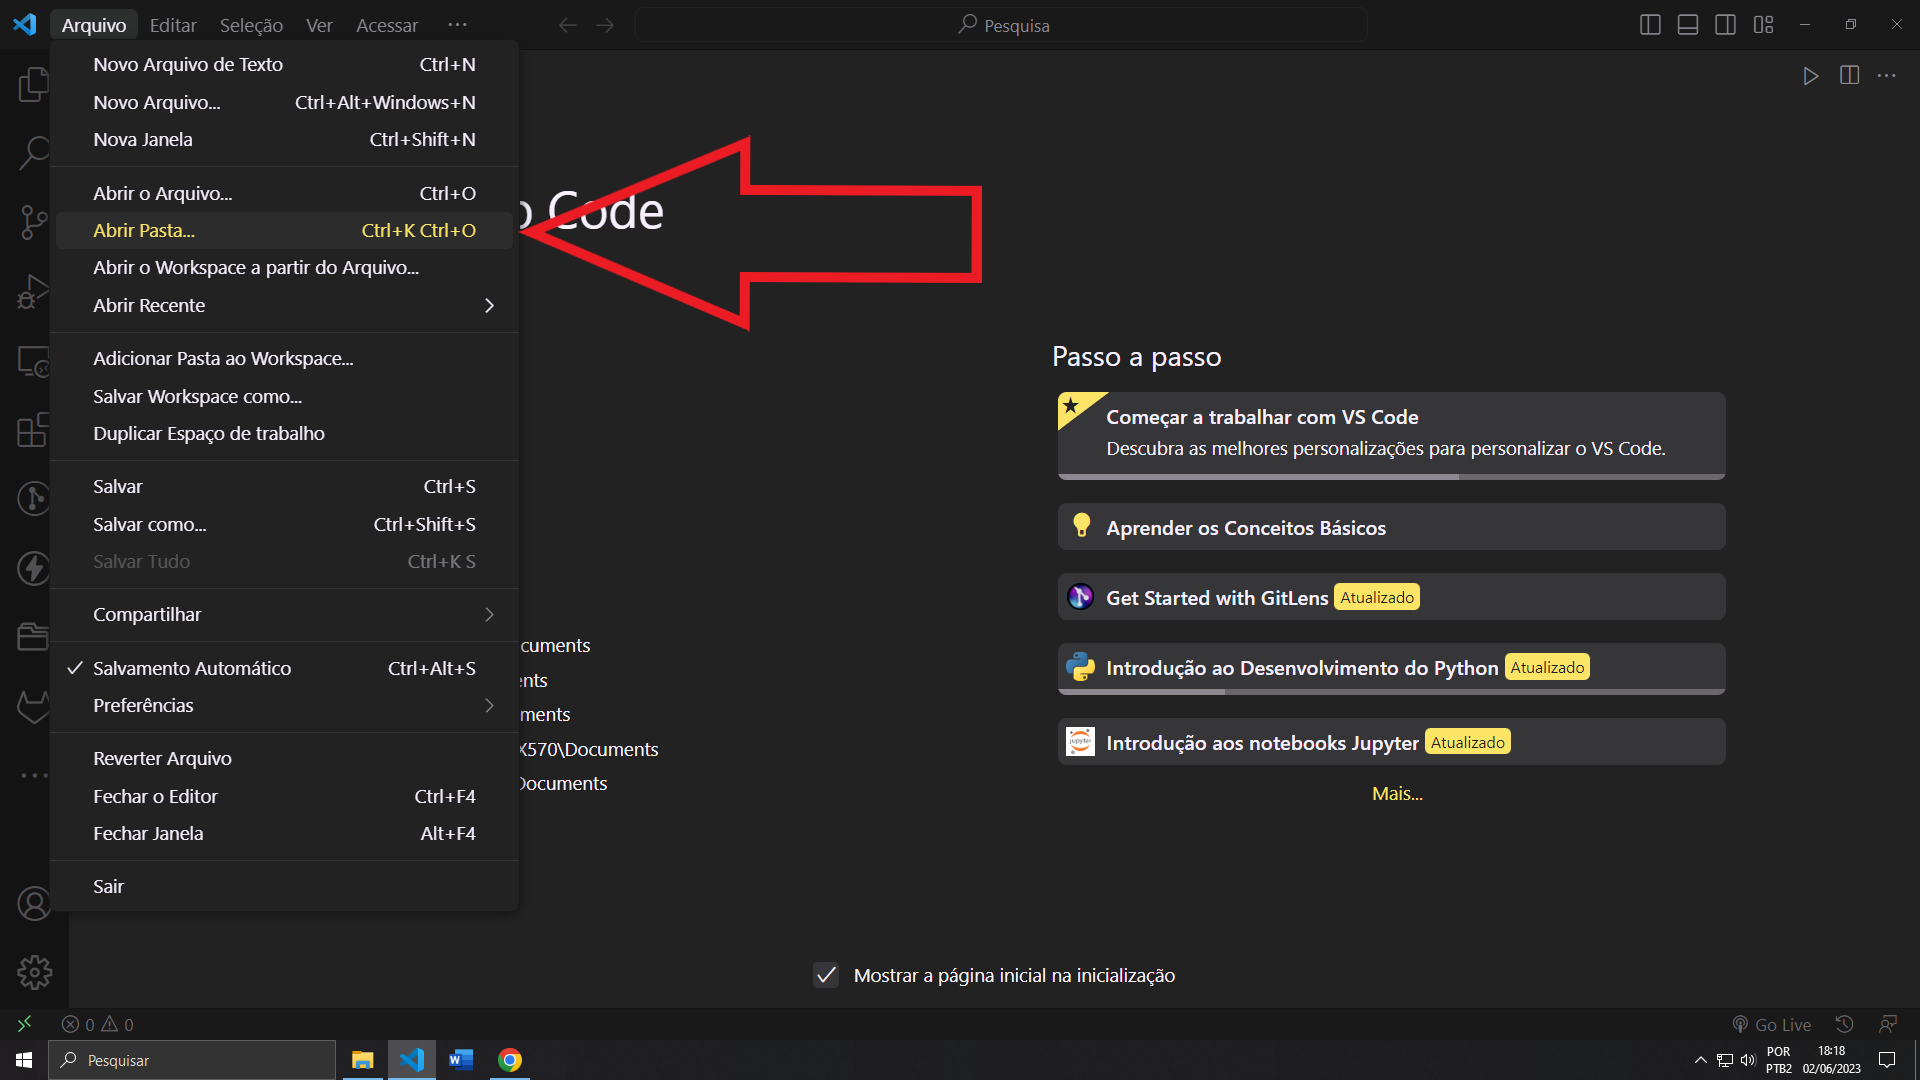 Arquivo Editar Seleção Ver Acessar ··· Pesquisa
Novo Arquivo de Texto Ctrl+N
Novo Arquivo... Ctrl+Alt+Windows+N
Nova Janela Ctrl+Shift+N
Abrir o Arquivo... Ctrl+O
Abrir Pasta... Ctrl+K Ctrl+O
Abrir o Workspace a partir do Arquivo...
Abrir Recente
Adicionar Pasta ao Workspace...
Salvar Workspace como...
Duplicar Espaço de trabalho
Salvar Ctrl+S
Salvar como... Ctrl+Shift+S
Salvar Tudo Ctrl+K S
Compartilhar
Salvamento Automático Ctrl+Alt+S
Preferências
Reverter Arquivo
Fechar o Editor Ctrl+F4
Fechar Janela Alt+F4
Sair
o Code
cuments
ents
ments
X570\Documents
Documents
Passo a passo
Começar a trabalhar com VS Code
Descubra as melhores personalizações para personalizar o VS Code.
Aprender os Conceitos Básicos
Get Started with GitLens Atualizado
Introdução ao Desenvolvimento do Python Atualizado
jupyter Introdução aos notebooks Jupyter Atualizado
Mais...
Mostrar a página inicial na inicialização
0 0 Go Live
Pesquisar
POR
PTB2
18:18
02/06/2023